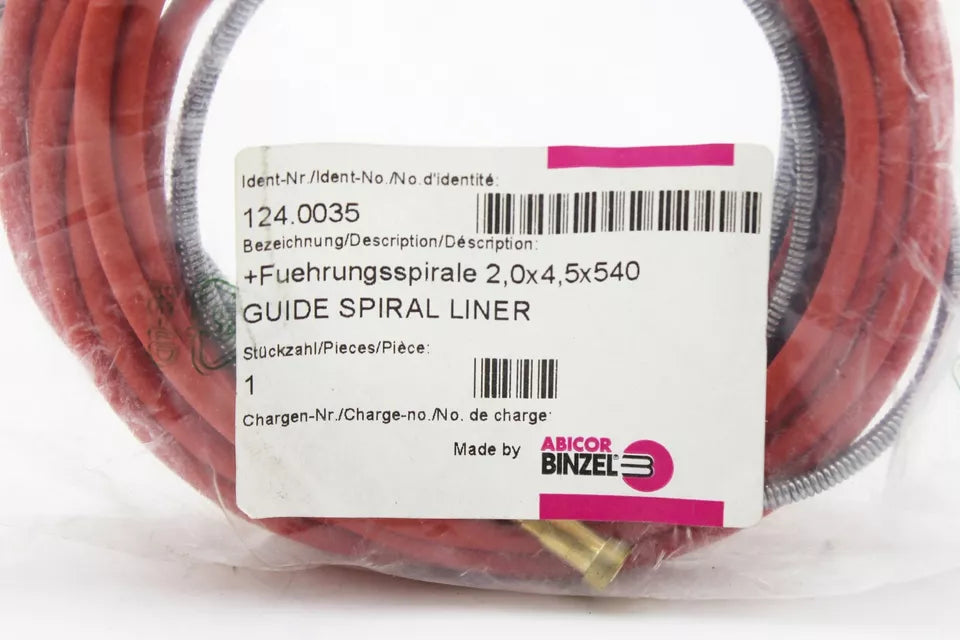 Ident-Nr./Ident-No./No.d'identité:
124.0035
Bezeichnung/Description/Déscription:
+Fuehrungsspirale 2,0x4,5x540
GUIDE SPIRAL LINER
Stückzahl/Pieces/Pièce:
1
Chargen-Nr./Charge-no./No. de charge:
Made by
ABICOR
BINZEL®